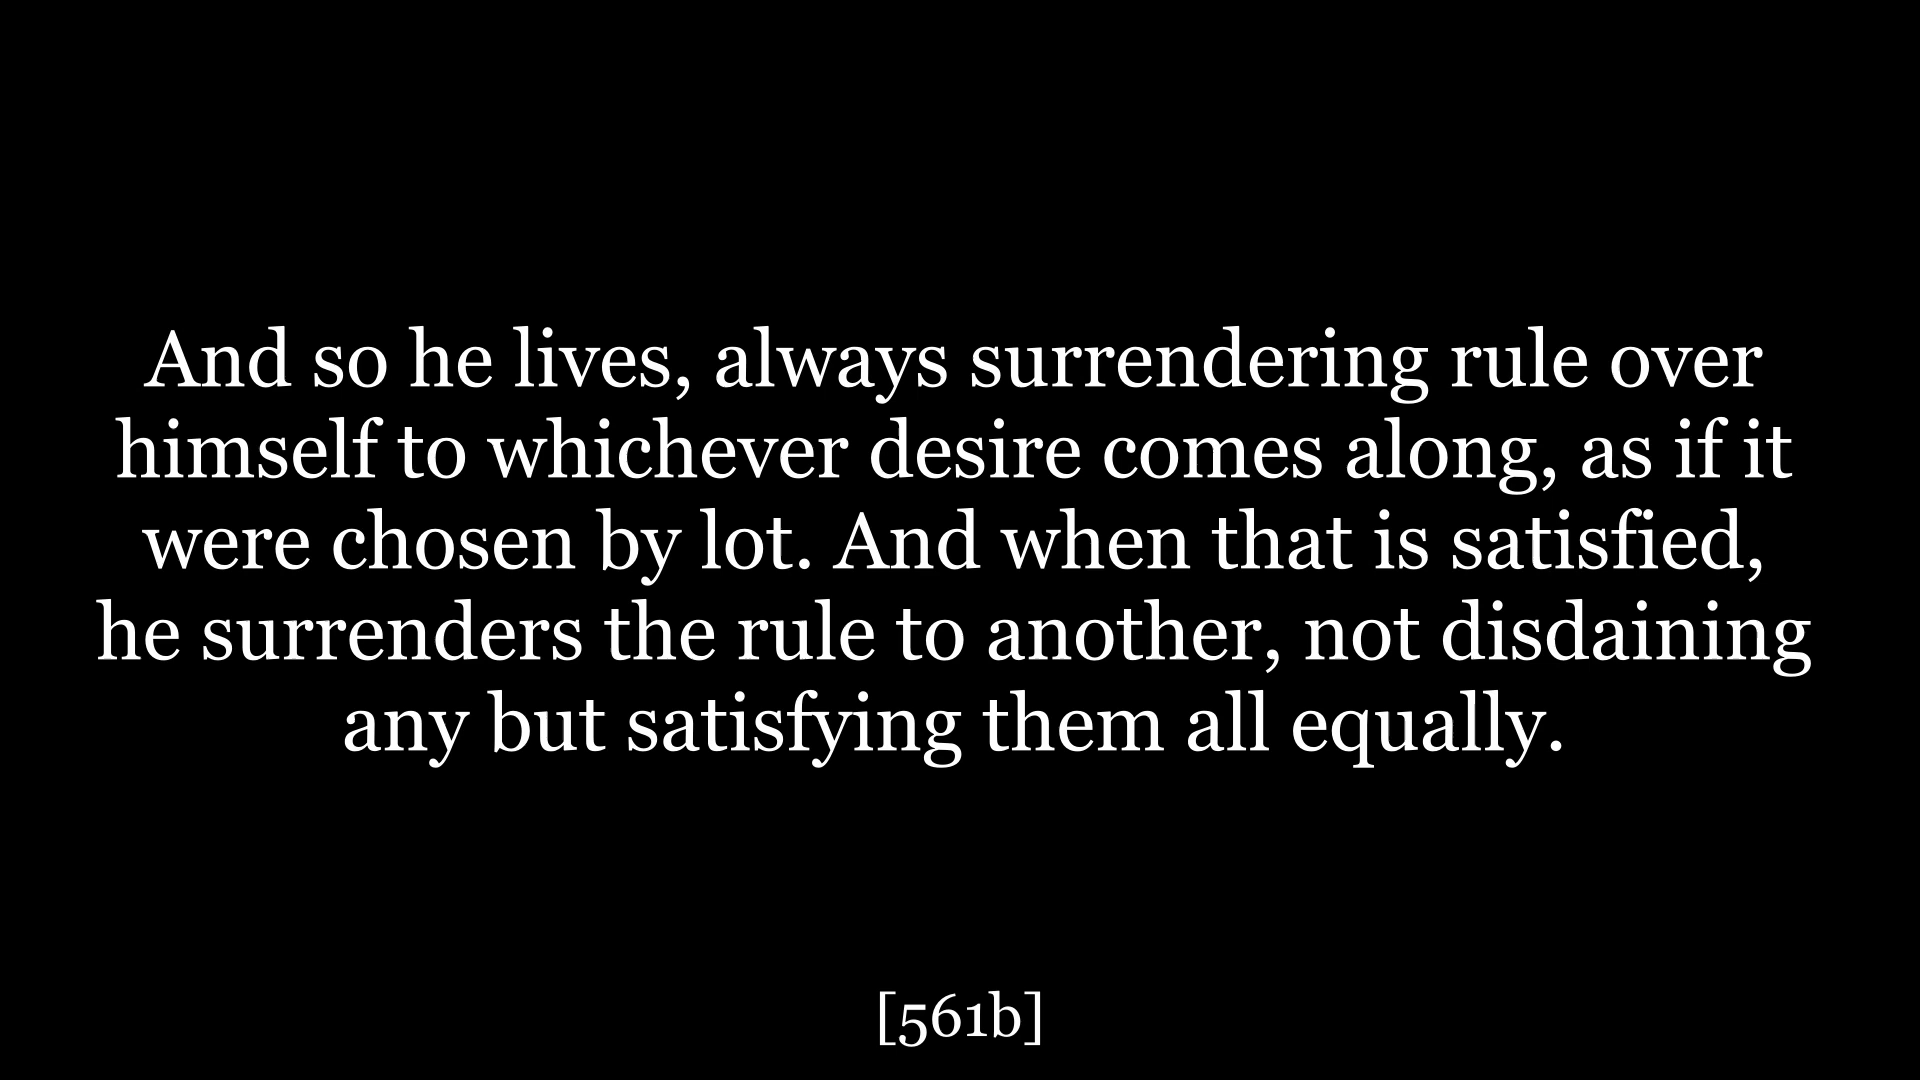 And so he lives, always surrendering rule over
himself to whichever desire comes along, as if it
were chosen by lot. And when that is satisfied,
he surrenders the rule to another, not disdaining
any but satisfying them all equally.
[561b]